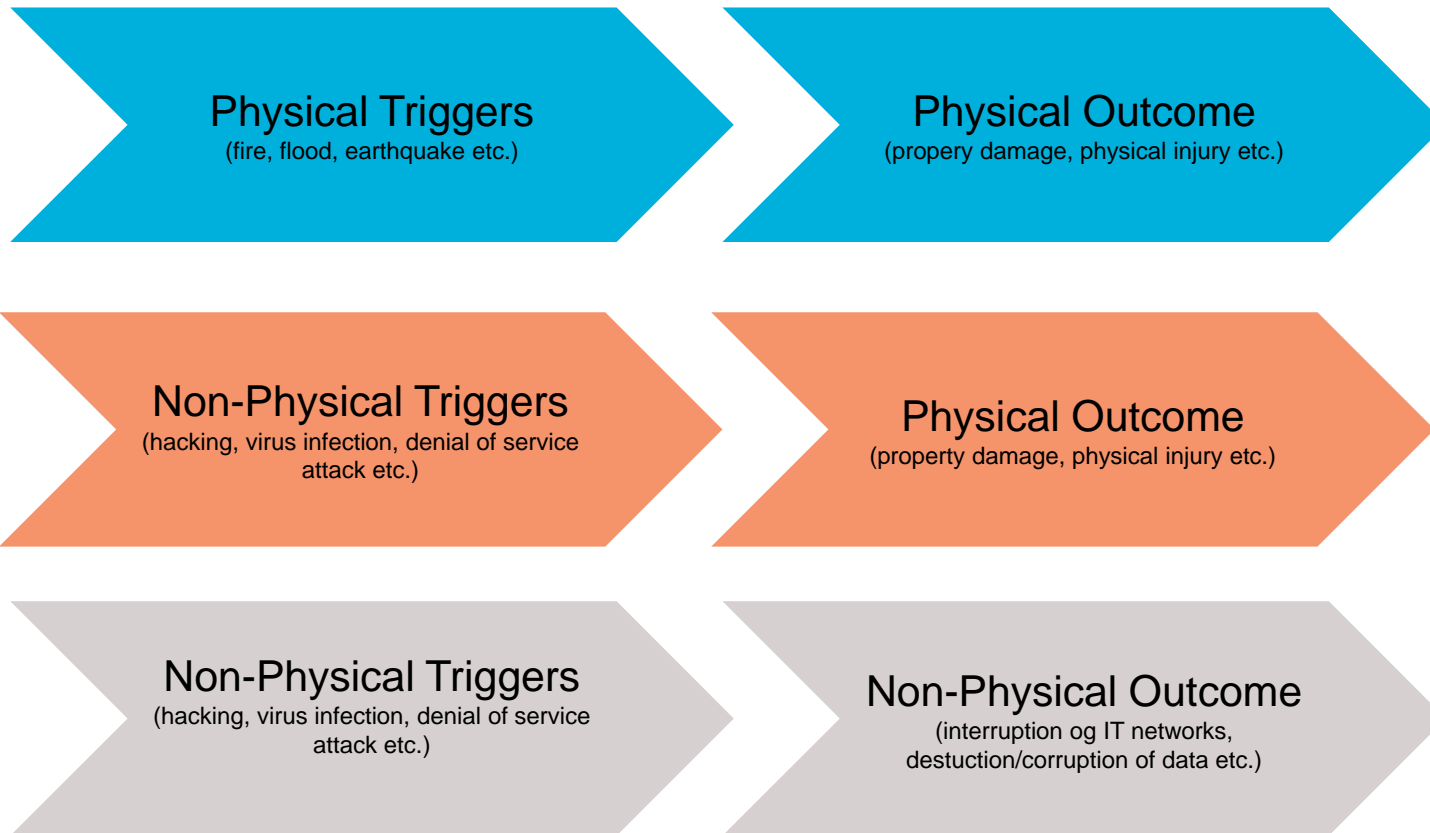 Physical Triggers
(fire, flood, earthquake etc.)
Physical Outcome
(propery damage, physical injury etc.)
Non-Physical Triggers
(hacking, virus infection, denial of service
attack etc.)
Physical Outcome
(property damage, physical injury etc.)
Non-Physical Triggers
(hacking, virus infection, denial of service
attack etc.)
Non-Physical Outcome
(interruption og IT networks,
destuction/corruption of data etc.)